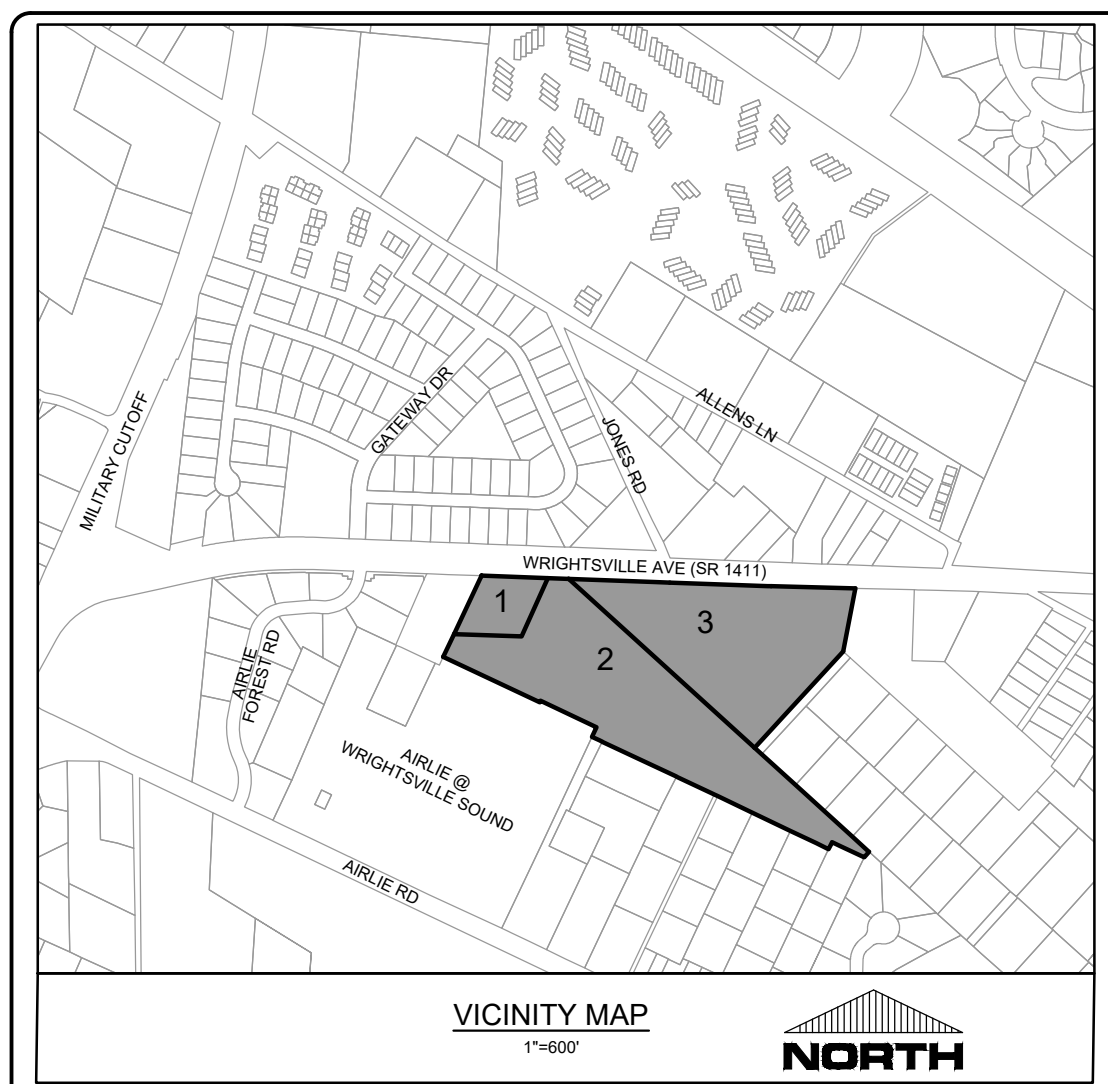 MILITARY CUTOFF
GATEWAY DR
JONES RD
ALLENS LN
WRIGHTSVILLE AVE (SR 1411)
1
2
3
AIRLIE
FOREST RD
AIRLIE @
WRIGHTSVILLE SOUND
AIRLIE RD
VICINITY MAP
1"=600'
NORTH